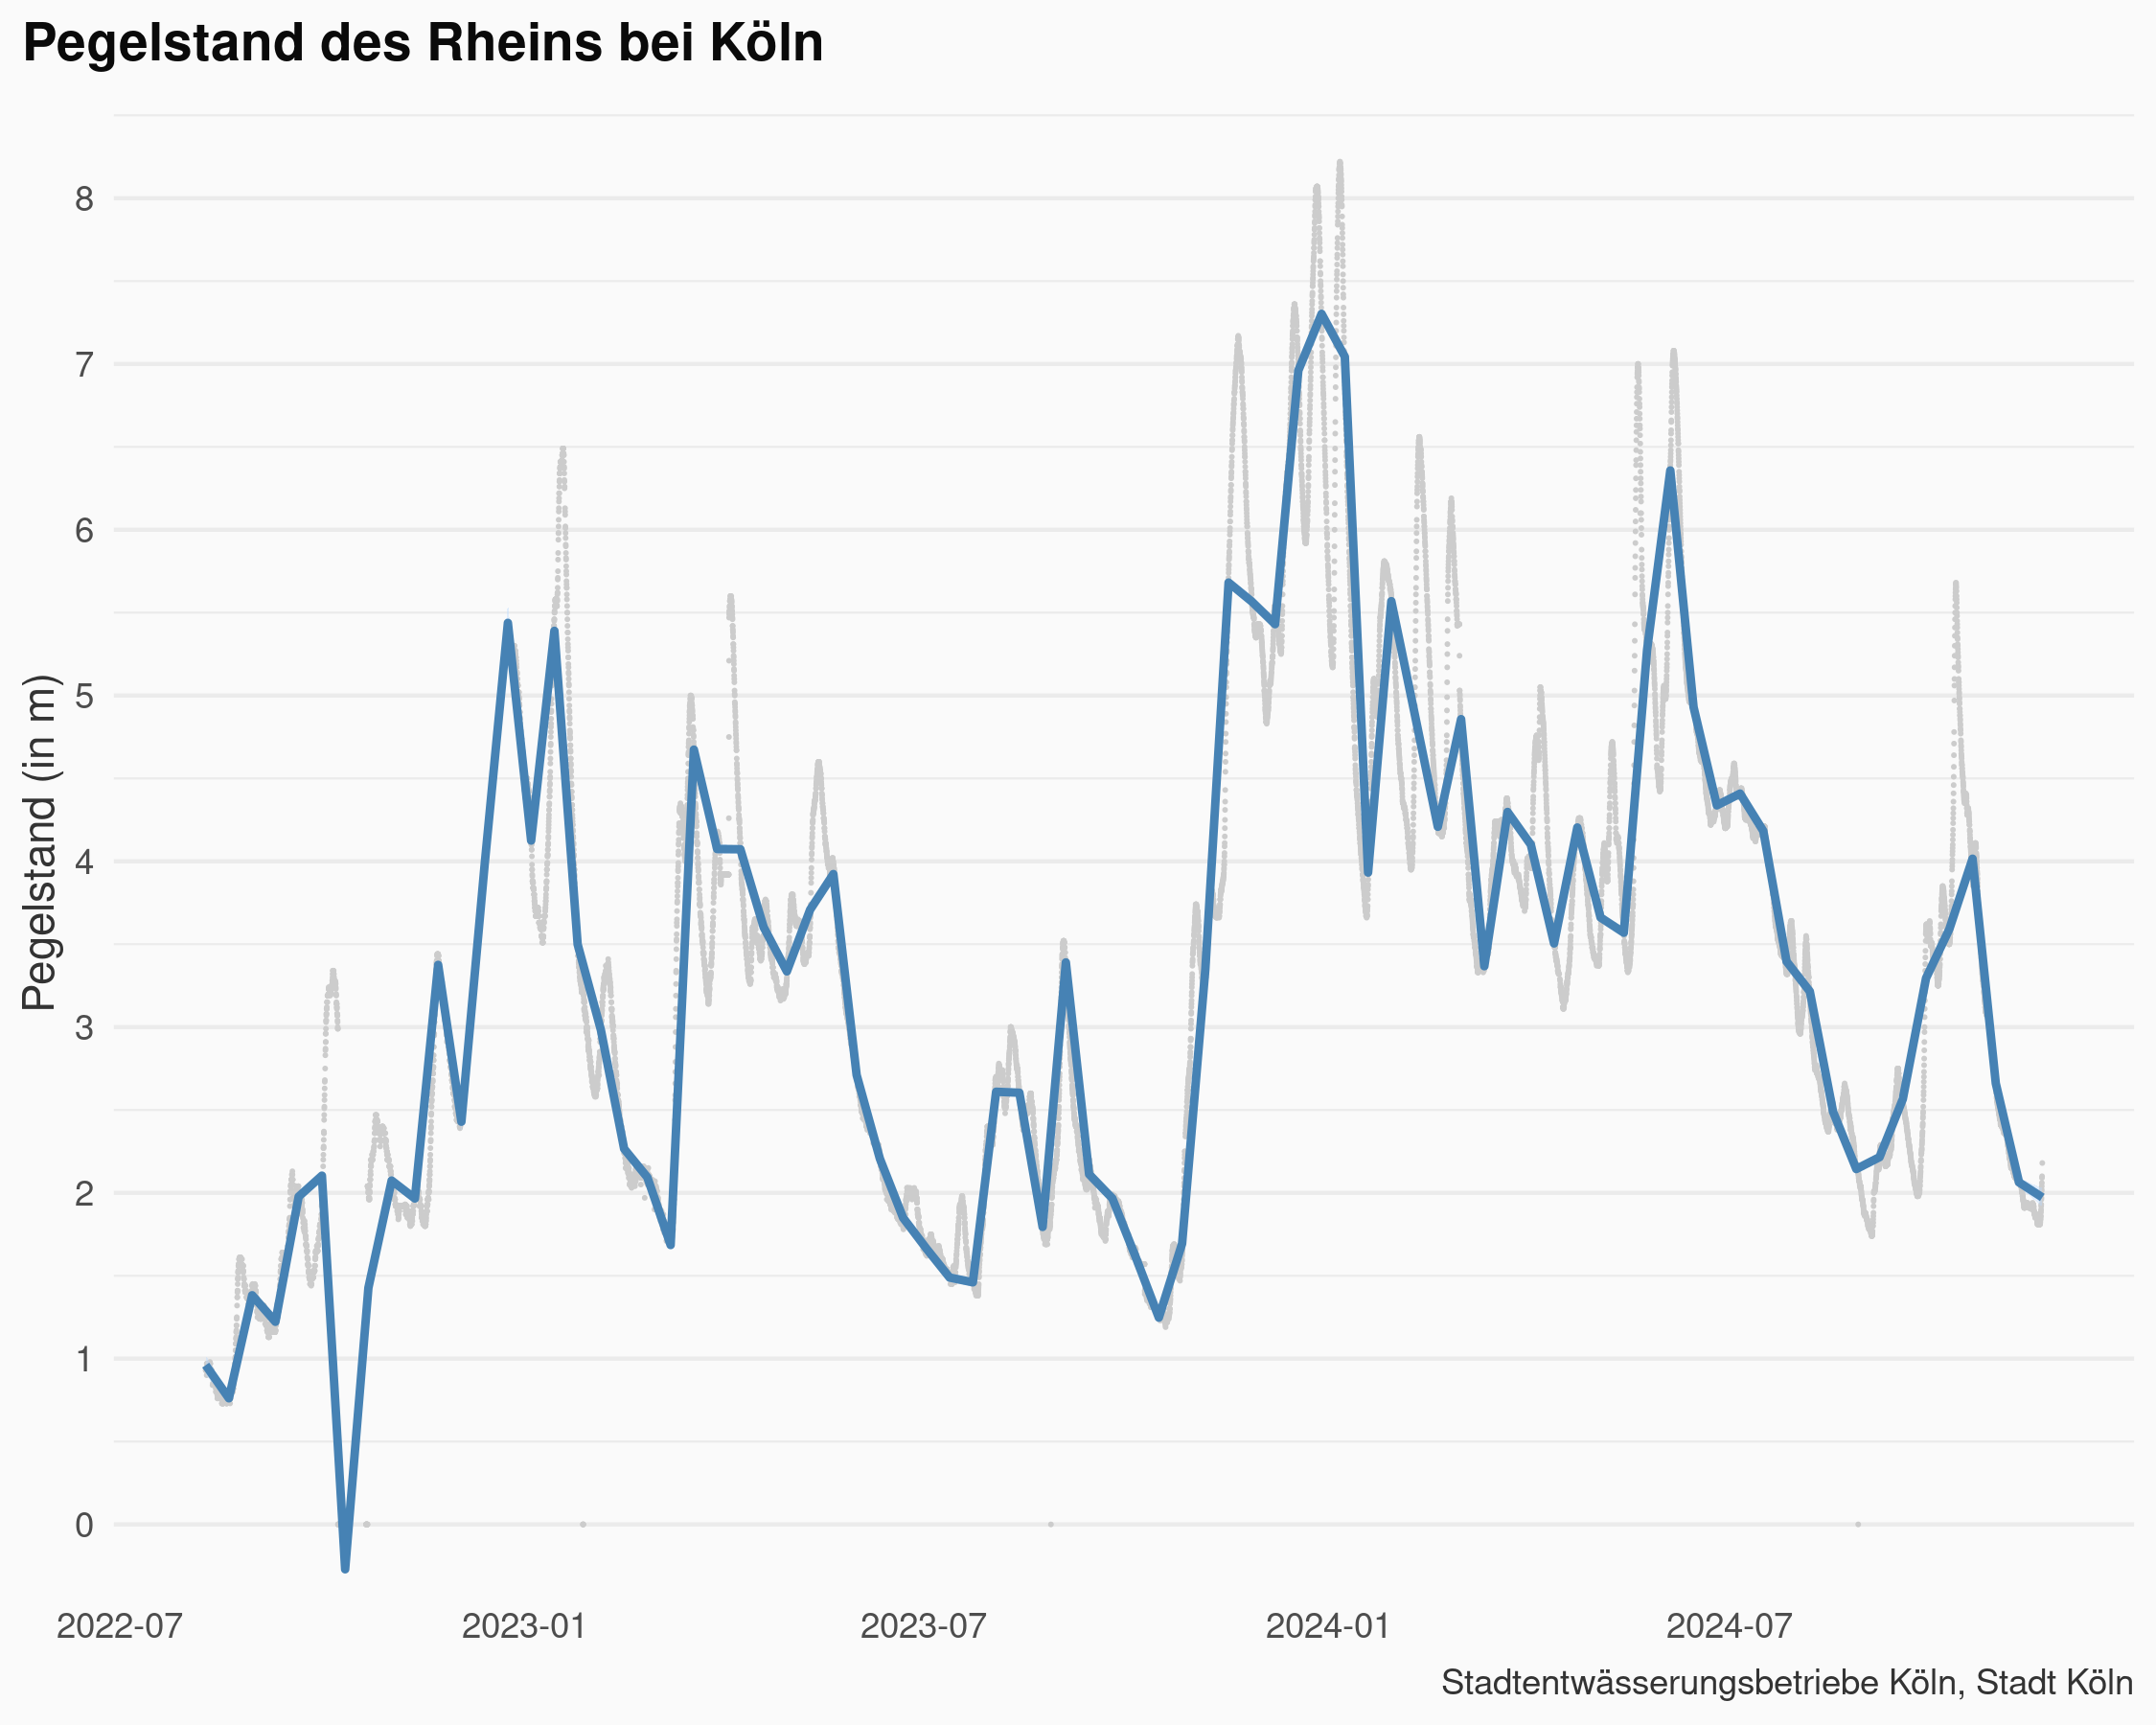 Pegelstand des Rheins bei Köln
Pegelstand (in m)
8
7
6
5
4
3
2
1
0
2022-07 2023-01 2023-07 2024-01 2024-07
Stadtentwässerungsbetriebe Köln, Stadt Köln